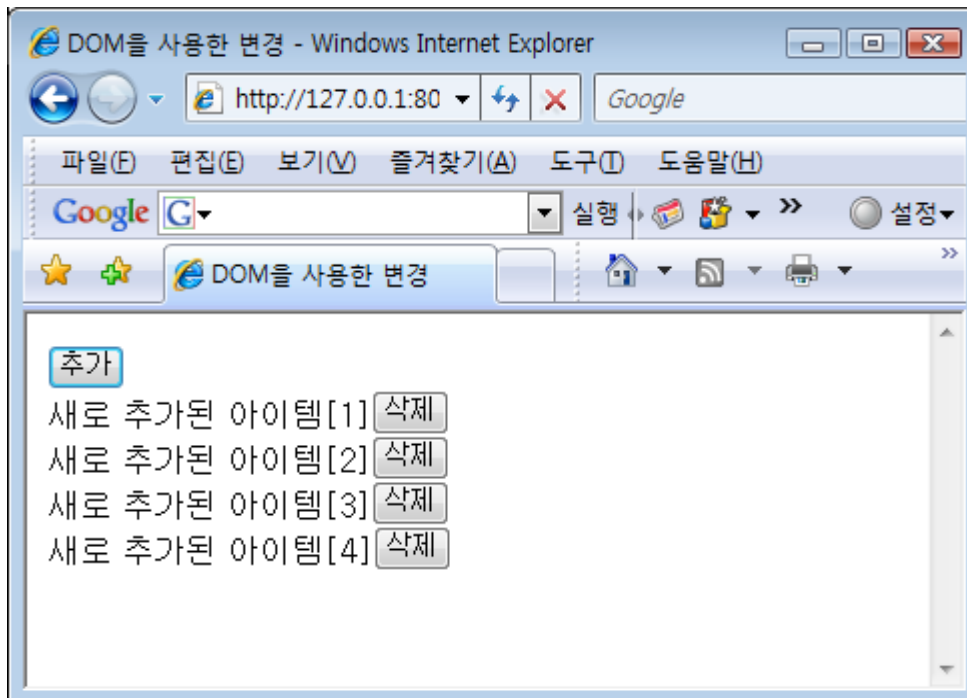 DOM을 사용한 변경 - Windows Internet Explorer
http://127.0.0.1:80 Google
파일(F) 편집(E) 보기(V) 즐겨찾기(A) 도구(T) 도움말(H)
Google G 실행 설정
DOM을 사용한 변경
추가
새로 추가된 아이템[1] 삭제
새로 추가된 아이템[2] 삭제
새로 추가된 아이템[3] 삭제
새로 추가된 아이템[4] 삭제